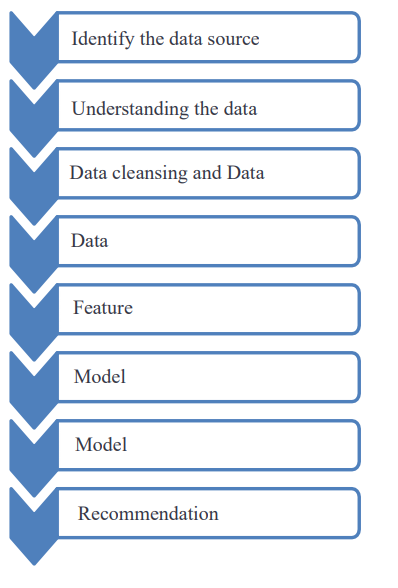 Identify the data source
Understanding the data
Data cleansing and Data
Data
Feature
Model
Model
Recommendation